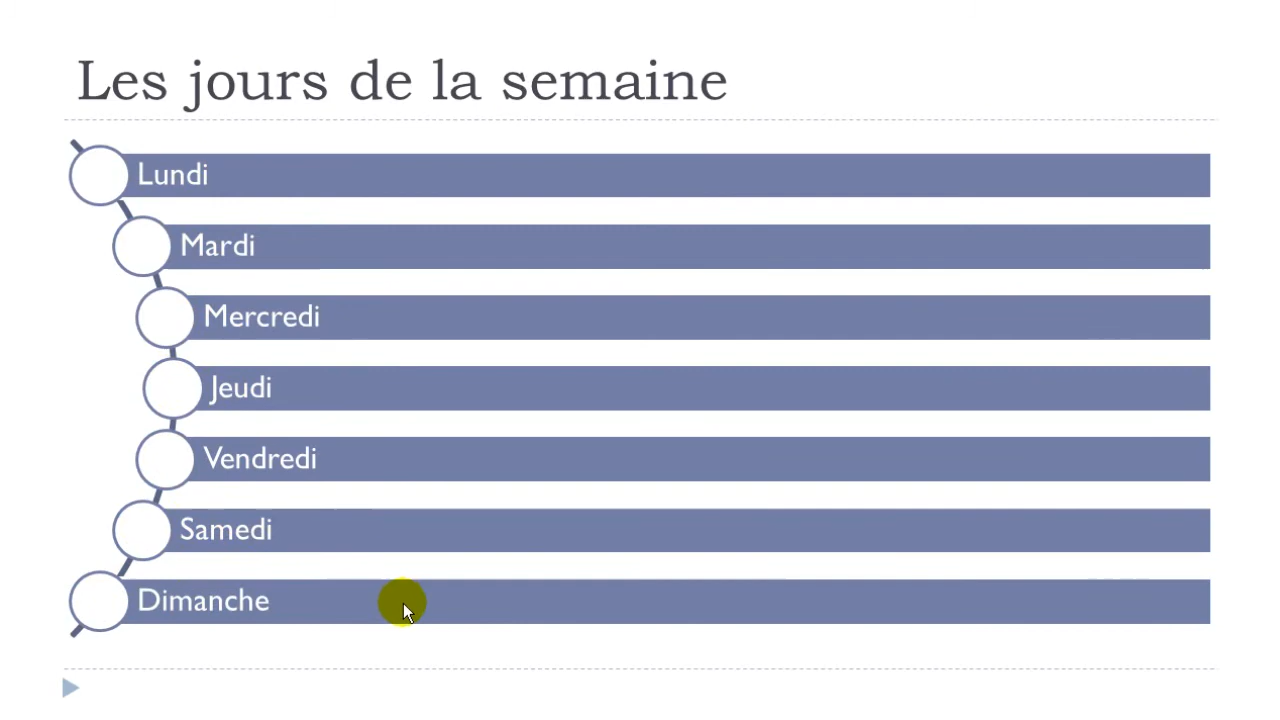 Les jours de la semaine
Lundi
Mardi
Mercredi
Jeudi
Vendredi
Samedi
Dimanche